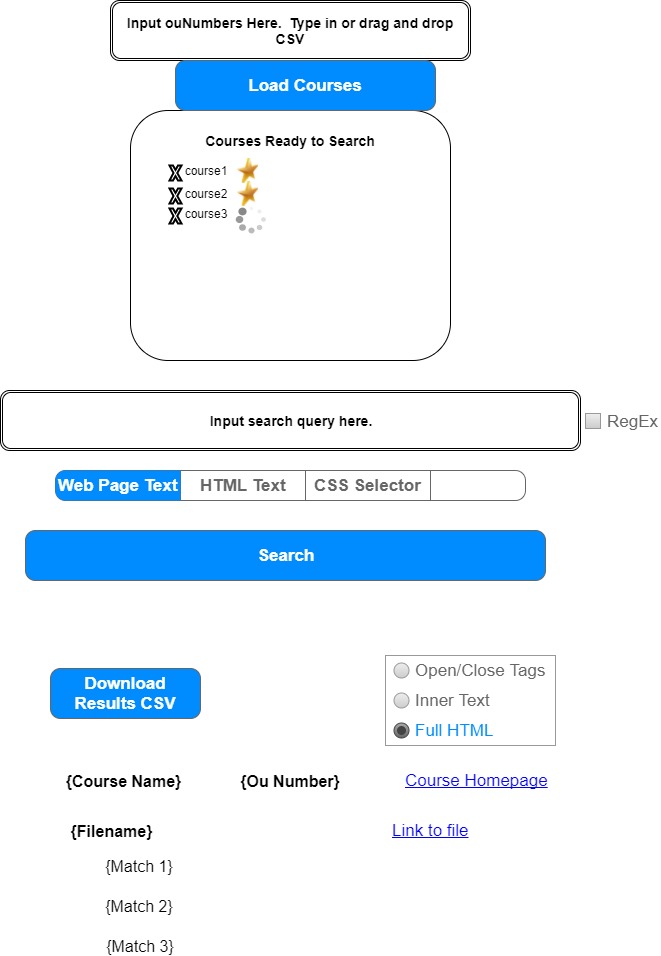 Input ouNumbers Here.  Type in or drag and drop
CSV
Load Courses
Courses Ready to Search
X course1
X course2
X course3
Input search query here.
RegEx
Web Page Text HTML Text CSS Selector
Search
Download
Results CSV
Open/Close Tags
Inner Text
Full HTML
{Course Name} {Ou Number} Course Homepage
{Filename} Link to file
{Match 1}
{Match 2}
{Match 3}